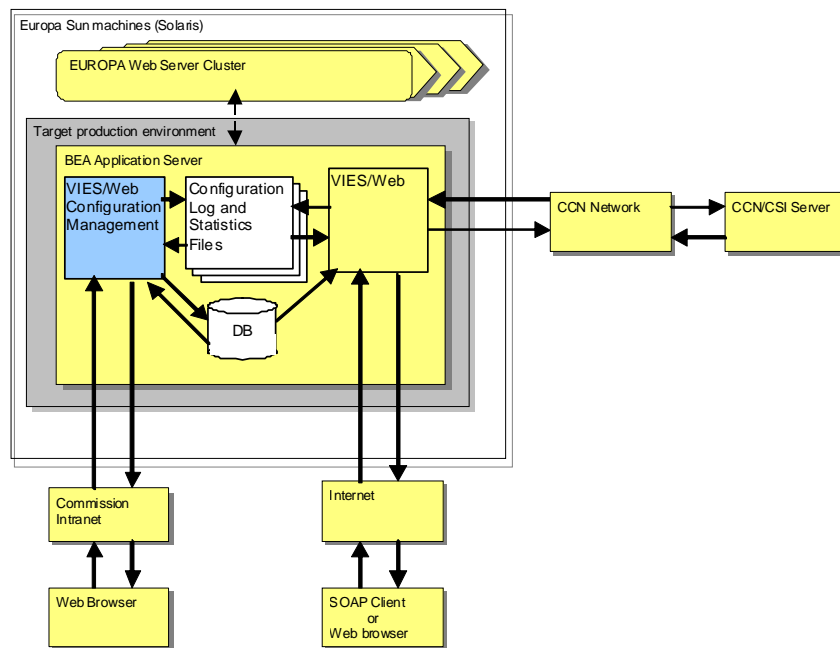 Europa Sun machines (Solaris)
EUROPA Web Server Cluster
Target production environment
BEA Application Server
VIES/Web
Configuration
Management
Configuration
Log and
Statistics
Files
VIES/Web
DB
CCN Network
CCN/CSI Server
Commission
Intranet
Internet
Web Browser
SOAP Client
or
Web browser